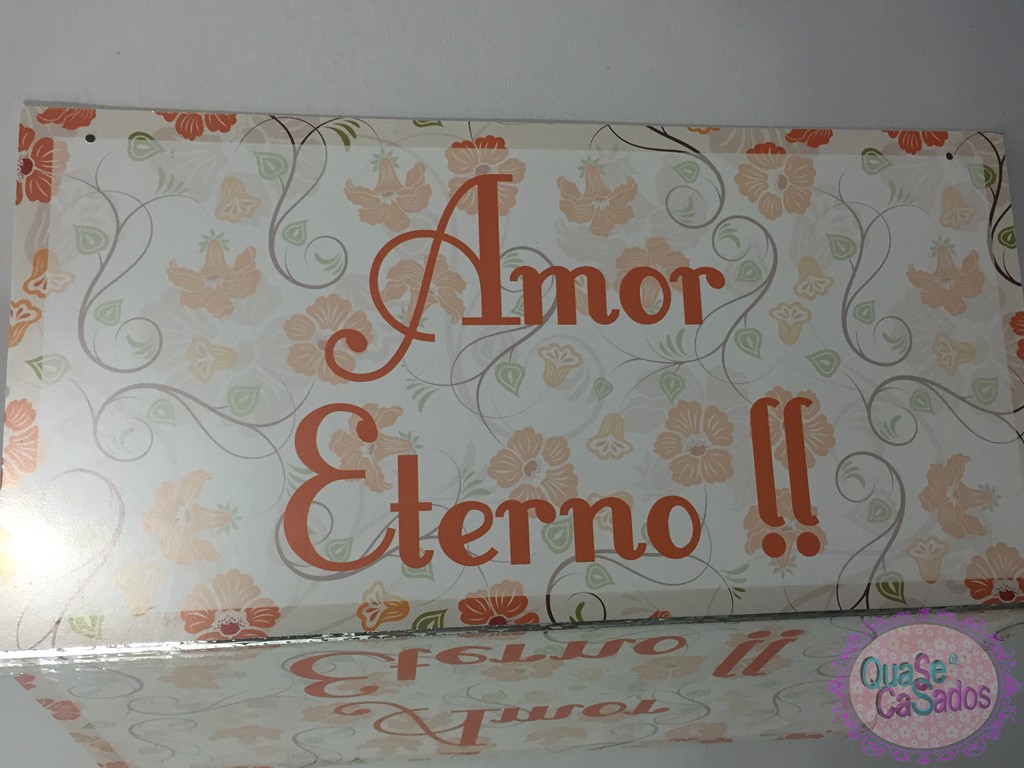 Amor
Eterno !!
QuaSe
CaSados